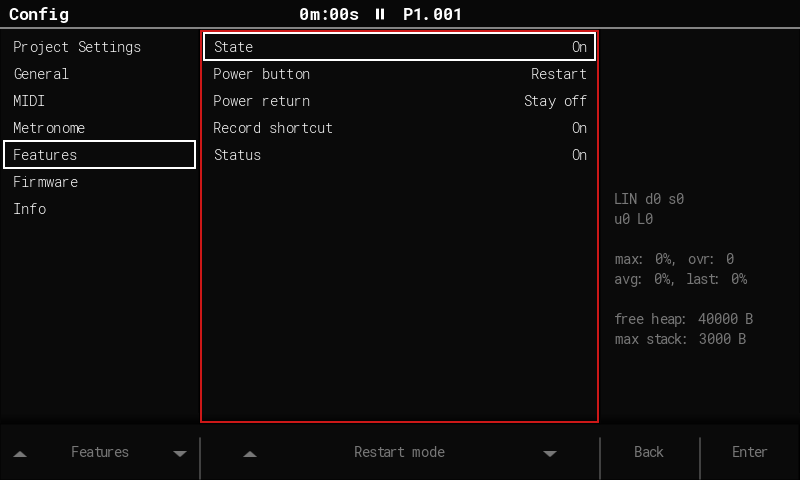 Config 0m:00s P1.001
Project Settings
General
MIDI
Metronome
Features
Firmware
Info
State On
Power button Restart
Power return Stay off
Record shortcut On
Status On
LIN d0 s0
u0 L0
max: 0%, ovr: 0
avg: 0%, last: 0%
free heap: 40000 B
max stack: 3000 B
Features Restart mode Back Enter